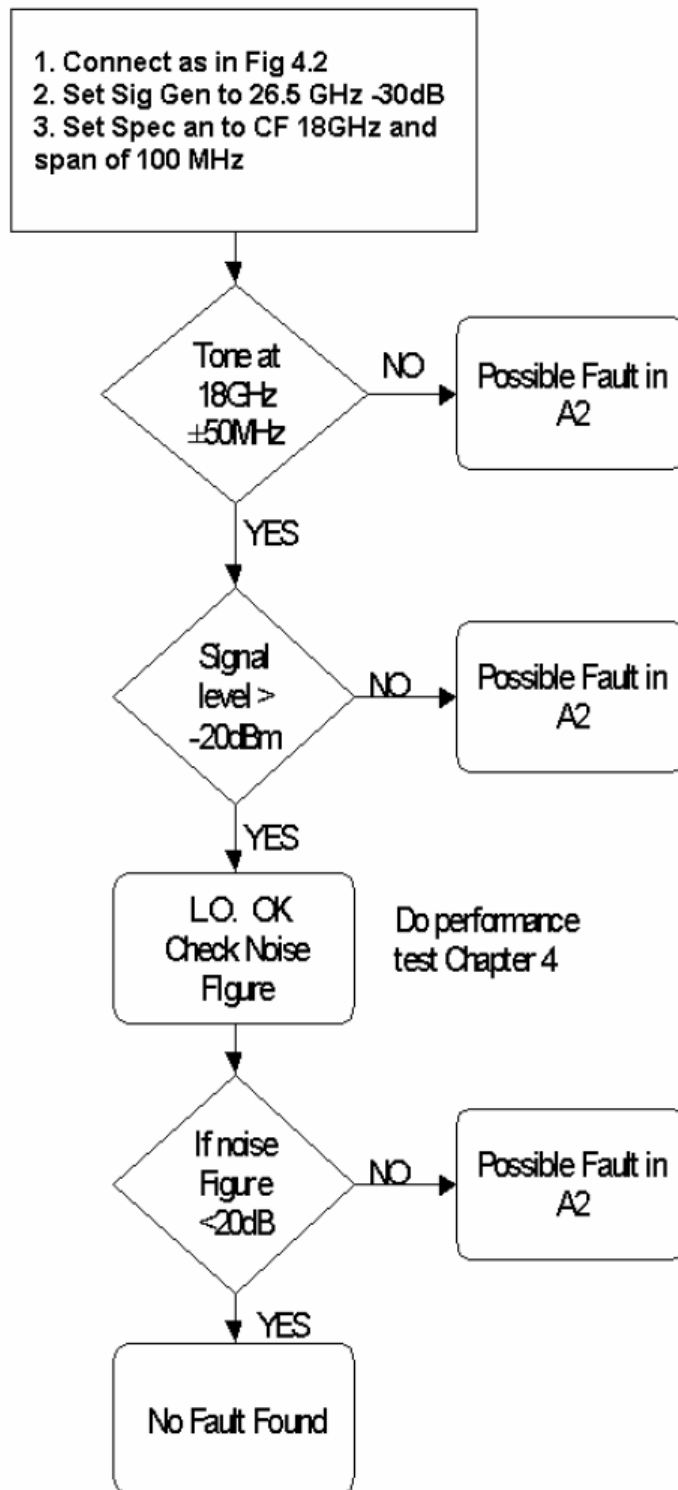 1. Connect as in Fig 4.2
2. Set Sig Gen to 26.5 GHz -30dB
3. Set Spec an to CF 18GHz and
span of 100 MHz
Tone at
18GHz
±50MHz
NO
Possible Fault in
A2
YES
Signal
level >
-20dBm
NO
Possible Fault in
A2
YES
L.O. OK
Check Noise
Figure
Do performance
test Chapter 4
If noise
Figure
<20dB
NO
Possible Fault in
A2
YES
No Fault Found